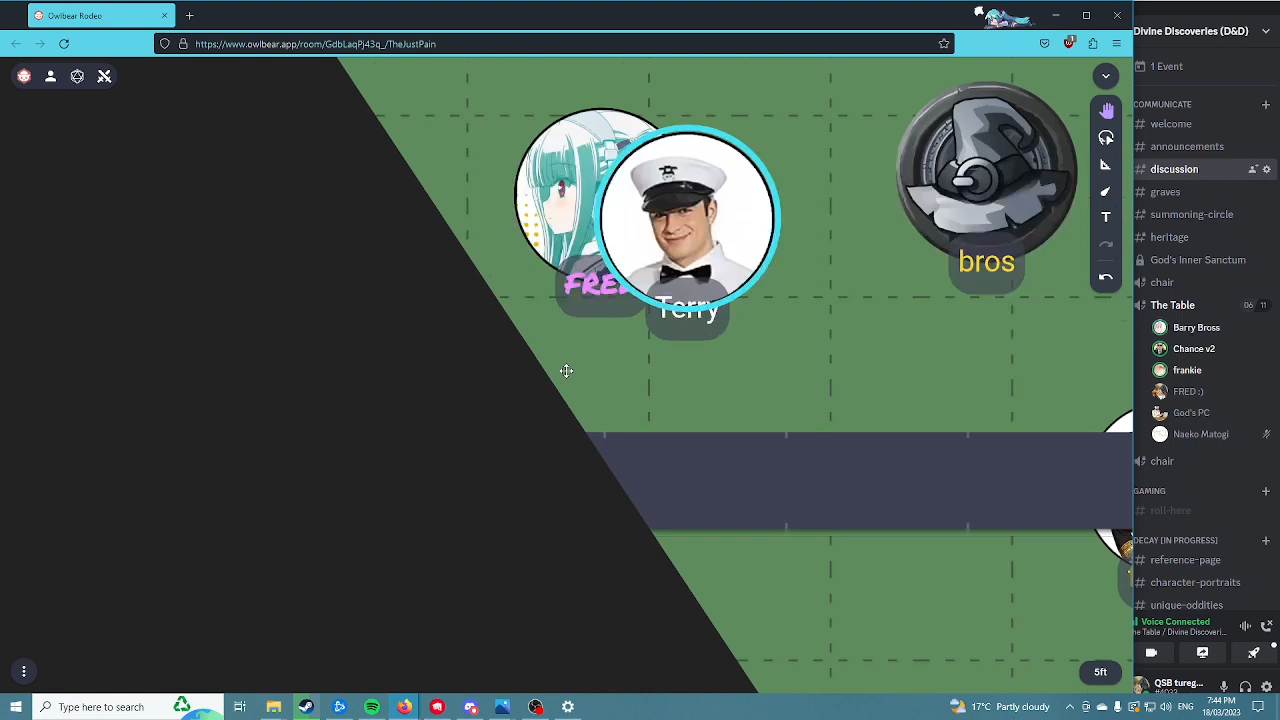 Owlbear Rodeo
https://www.owlbear.app/room/GdbLaqPj43q_/TheJustPain
bros
Terry
5ft
Divine Discoveries (D&D)
1 Event
COMMUNICATE
welcome
announcements
discussion
graves
summoning-circle
heritage
God's Inner Sanctum
chair
The Table
06 11
Barry Bross
Chance v2
frankie
FRED :)
God's PC
Naeko Matogi
chair
GAMING
roll-here
DECAY [IN PROGRESS]
reference-page
character-portraits
unique-oddities
Voice Connected
QSB tureg...
Type here to search
17°C Partly cloudy
ENG
7:44 PM
18/03/2023